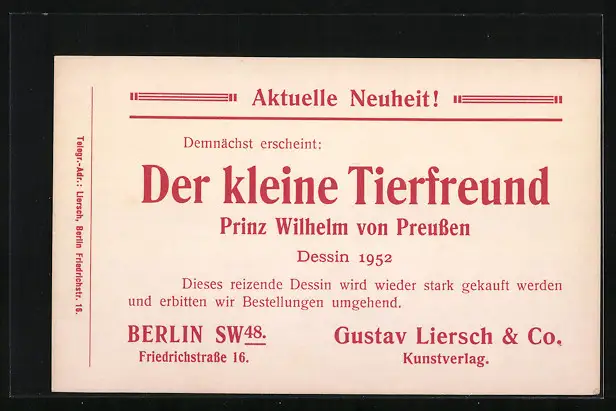 Aktuelle Neuheit!
Demnächst erscheint:
Der kleine Tierfreund
Prinz Wilhelm von Preußen
Dessin 1952
Dieses reizende Dessin wird wieder stark gekauft werden
und erbitten wir Bestellungen umgehend.
BERLIN SW48.
Friedrichstraße 16.
Gustav Liersch & Co.
Kunstverlag.
Telegr.-Adr.: Liersch, Berlin Friedrichstr. 16.